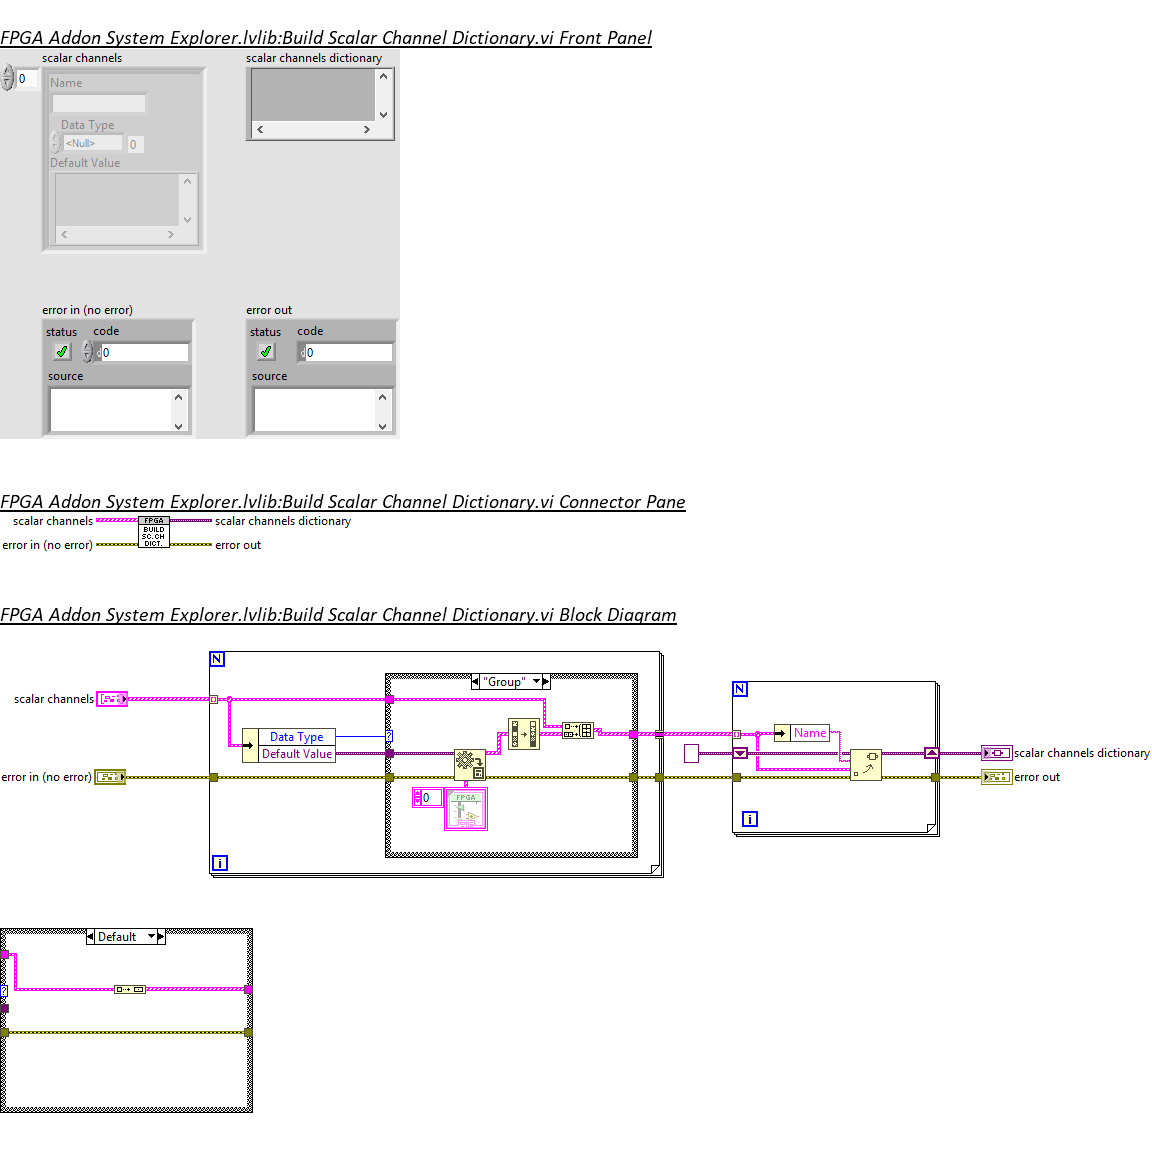 FPGA Addon System Explorer.lvlib:Build Scalar Channel Dictionary.vi Front Panel
scalar channels
scalar channels dictionary
0
Name
Data Type
<Null>
0
Default Value
error in (no error)
error out
status
code
status
code
0
0
source
source
FPGA Addon System Explorer.lvlib:Build Scalar Channel Dictionary.vi Connector Pane
scalar channels
FPGA
BUILD
SC.CH
DICT.
scalar channels dictionary
error in (no error)
error out
FPGA Addon System Explorer.lvlib:Build Scalar Channel Dictionary.vi Block Diagram
N
"Group"
scalar channels
N
Data Type
Default Value
?
Name
scalar channels dictionary
error in (no error)
error out
0
FPGA
i
i
Default
?